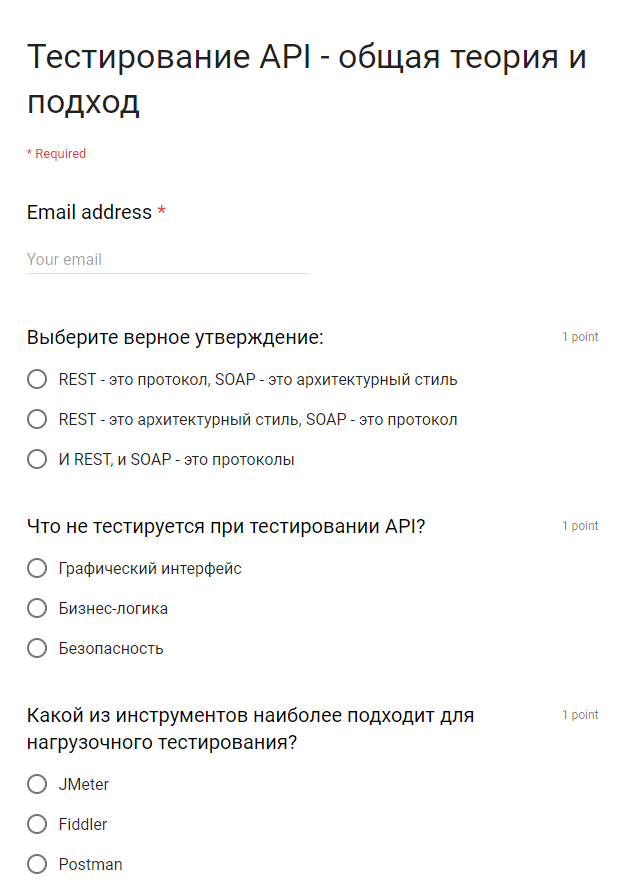 Тестирование API - общая теория и
подход
* Required
Email address *
Your email
Выберите верное утверждение:
1 point
REST - это протокол, SOAP - это архитектурный стиль
REST - это архитектурный стиль, SOAP - это протокол
И REST, и SOAP - это протоколы
Что не тестируется при тестировании API?
1 point
Графический интерфейс
Бизнес-логика
Безопасность
Какой из инструментов наиболее подходит для
нагрузочного тестирования?
1 point
JMeter
Fiddler
Postman